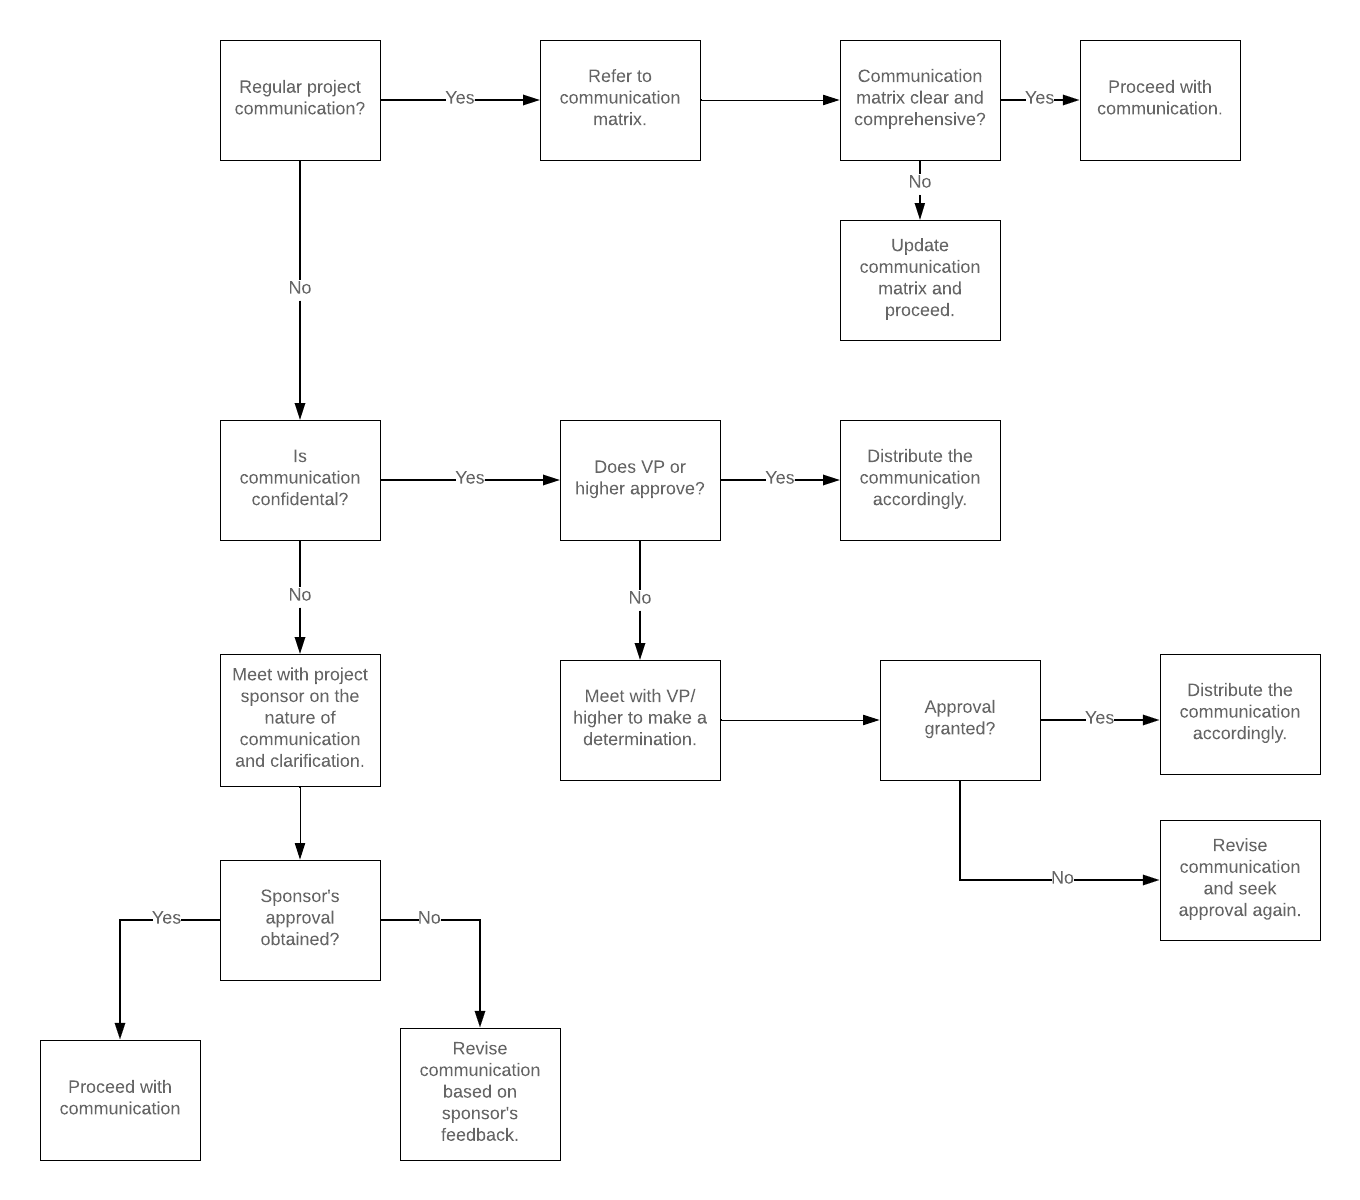 Regular project
communication?
Yes
Refer to
communication
matrix.
Communication
matrix clear and
comprehensive?
Yes
Proceed with
communication.
No
Update
communication
matrix and
proceed.
No
Is
communication
confidental?
Yes
Does VP or
higher approve?
Yes
Distribute the
communication
accordingly.
No
No
Meet with project
sponsor on the
nature of
communication
and clarification.
Meet with VP/
higher to make a
determination.
Approval
granted?
Yes
Distribute the
communication
accordingly.
No
Revise
communication
and seek
approval again.
Sponsor's
approval
obtained?
Yes
No
Proceed with
communication
Revise
communication
based on
sponsor's
feedback.